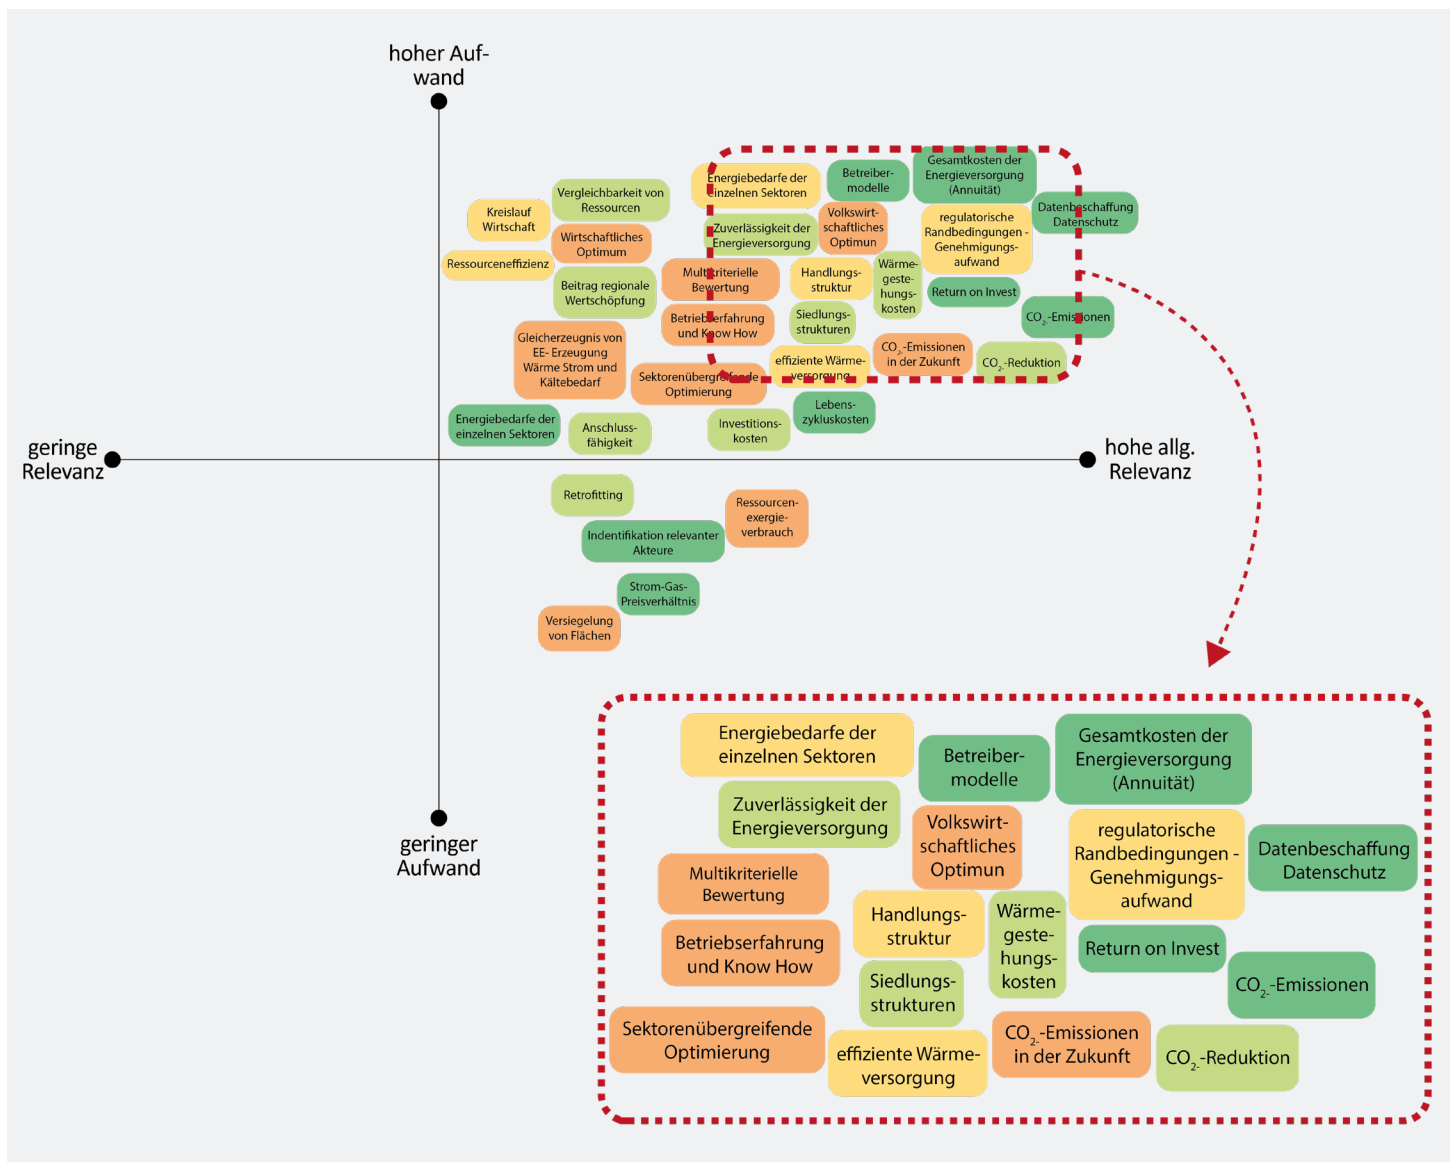 hoher Auf-
wand
Energiebedarfe der
einzelnen Sektoren
Betreiber-
modelle
Gesamtkosten der
Energieversorgung
(Annuität)
Vergleichbarkeit von
Ressourcen
Kreislauf
Wirtschaft
Wirtschaftliches
Optimum
Zuverlässigkeit der
Energieversorgung
Volkswirt-
schaftliches
Optimun
regulatorische
Randbedingungen -
Genehmigungs-
aufwand
Datenbeschaffung
Datenschutz
Ressourceneffizienz
Beitrag regionale
Wertschöpfung
Multikriterielle
Bewertung
Handlungs-
struktur
Wärme-
geste-
hungs-
kosten
Return on Invest
Betriebserfahrung
und Know How
Siedlungs-
strukturen
CO2-Emissionen
Gleicherzeugnis von
EE- Erzeugung
Wärme Strom und
Kältebedarf
Sektorenübergreifende
Optimierung
effiziente Wärme-
versorgung
CO2-Emissionen
in der Zukunft
CO2-Reduktion
Energiebedarfe der
einzelnen Sektoren
Anschluss-
fähigkeit
Investitions-
kosten
Lebens-
zykluskosten
geringe
Relevanz
hohe allg.
Relevanz
Retrofitting
Ressourcen-
exergie-
verbrauch
Indentifikation relevanter
Akteure
Strom-Gas-
Preisverhältnis
Versiegelung
von Flächen
geringer
Aufwand
Energiebedarfe der
einzelnen Sektoren
Betreiber-
modelle
Gesamtkosten der
Energieversorgung
(Annuität)
Zuverlässigkeit der
Energieversorgung
Volkswirt-
schaftliches
Optimun
regulatorische
Randbedingungen -
Genehmigungs-
aufwand
Datenbeschaffung
Datenschutz
Multikriterielle
Bewertung
Handlungs-
struktur
Wärme-
geste-
hungs-
kosten
Betriebserfahrung
und Know How
Return on Invest
Siedlungs-
strukturen
CO2-Emissionen
Sektorenübergreifende
Optimierung
effiziente Wärme-
versorgung
CO2-Emissionen
in der Zukunft
CO2-Reduktion